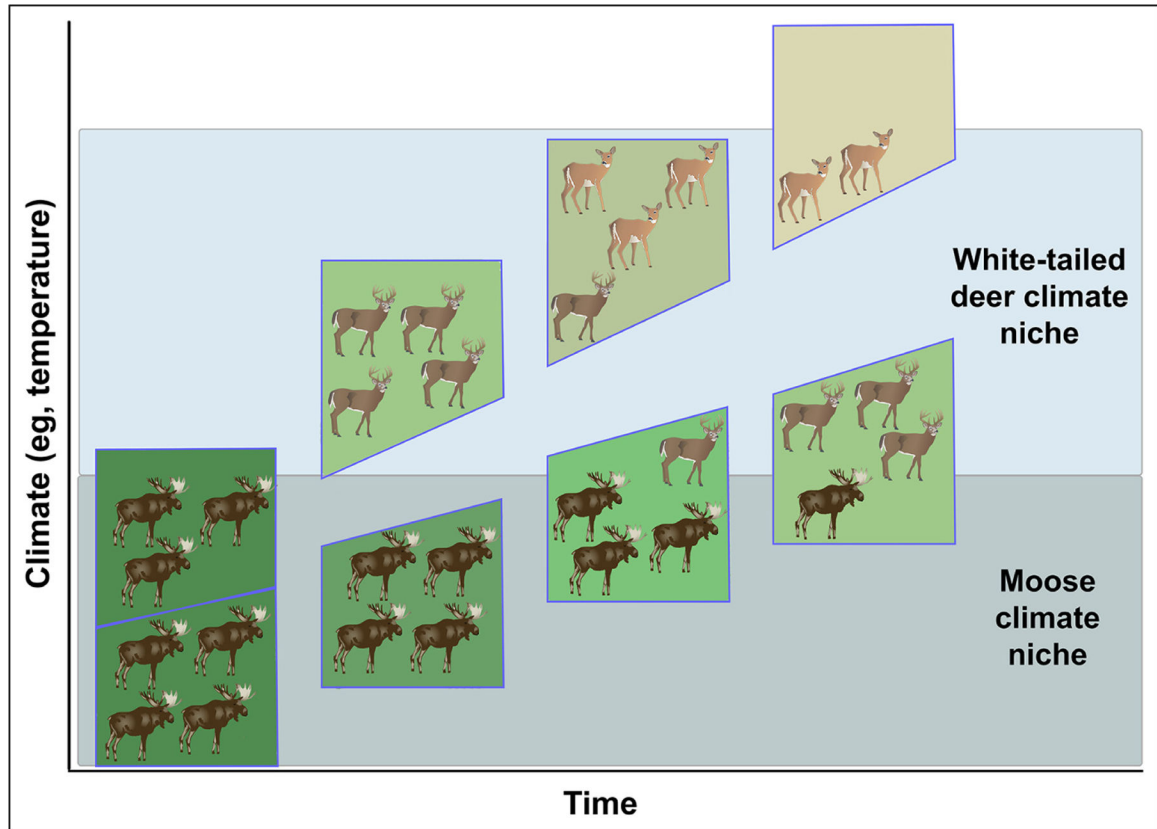 Climate (eg, temperature)
White-tailed
deer climate
niche
Moose
climate
niche
Time